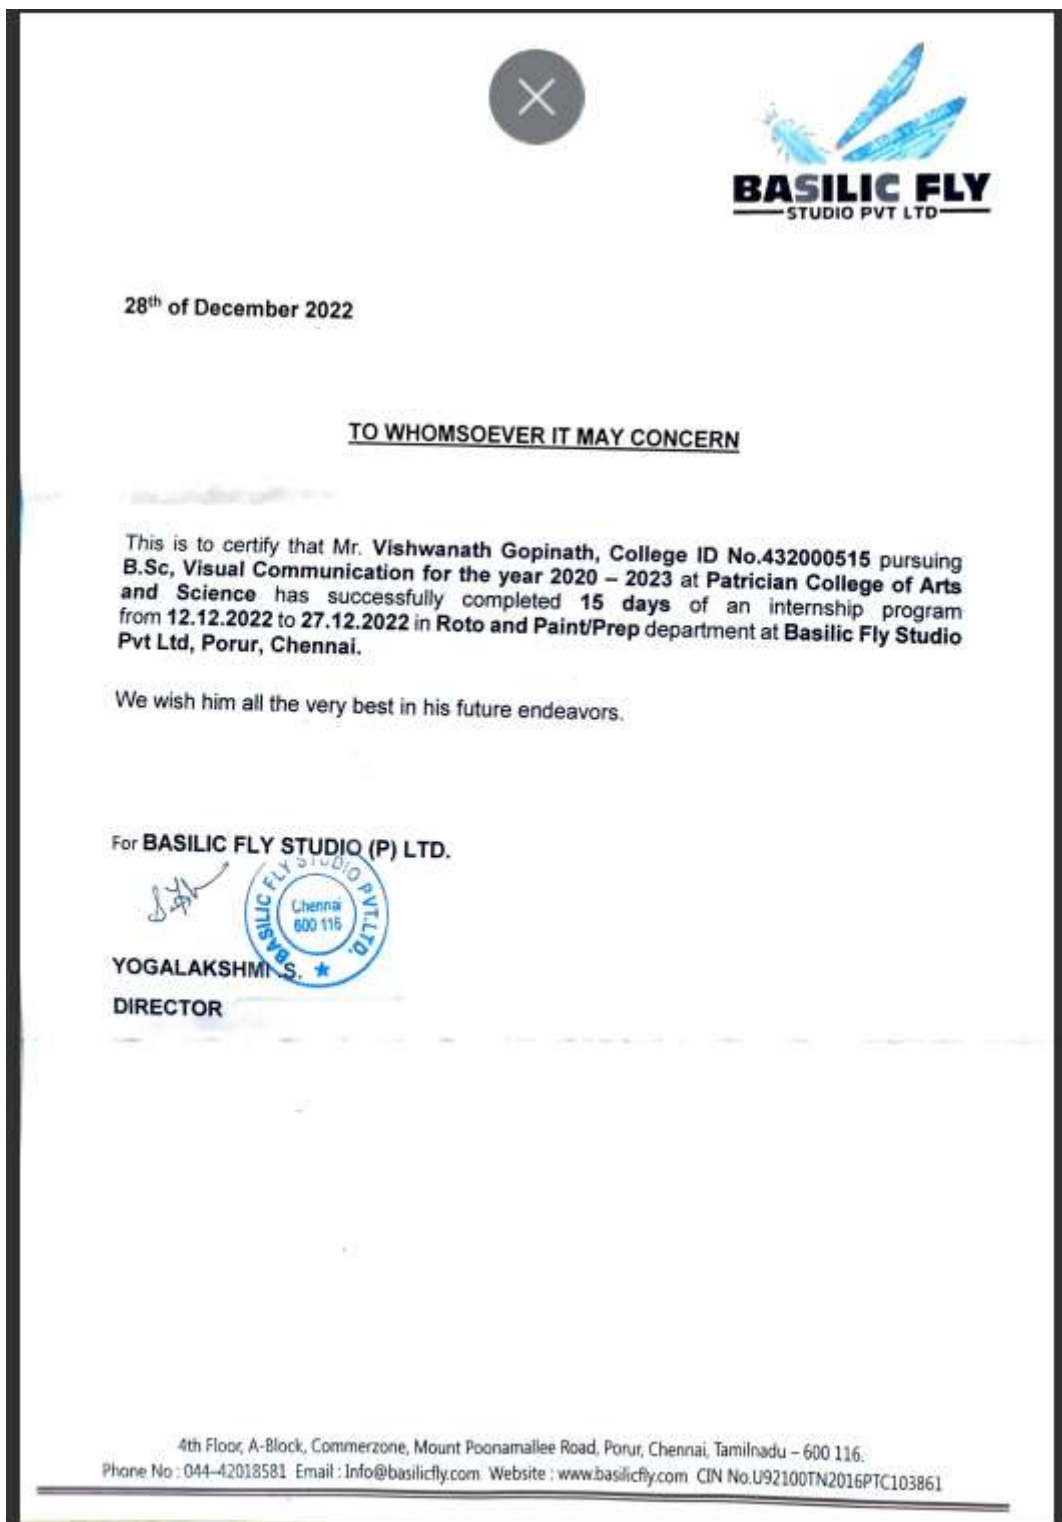 BASILIC FLY
STUDIO PVT LTD
28th of December 2022
TO WHOMSOEVER IT MAY CONCERN
This is to certify that Mr. Vishwanath Gopinath, College ID No.432000515 pursuing
B.Sc, Visual Communication for the year 2020 – 2023 at Patrician College of Arts
and Science has successfully completed 15 days of an internship program
from 12.12.2022 to 27.12.2022 in Roto and Paint/Prep department at Basilic Fly Studio
Pvt Ltd, Porur, Chennai.
We wish him all the very best in his future endeavors.
For BASILIC FLY STUDIO (P) LTD.
BASILIC FLY STUDIO PVT.LTD.
Chennai
600 116
YOGALAKSHMI .S.
DIRECTOR
4th Floor, A-Block, Commerzone, Mount Poonamallee Road, Porur, Chennai, Tamilnadu – 600 116.
Phone No : 044-42018581 Email : Info@basilicfly.com Website : www.basilicfly.com CIN No.U92100TN2016PTC103861